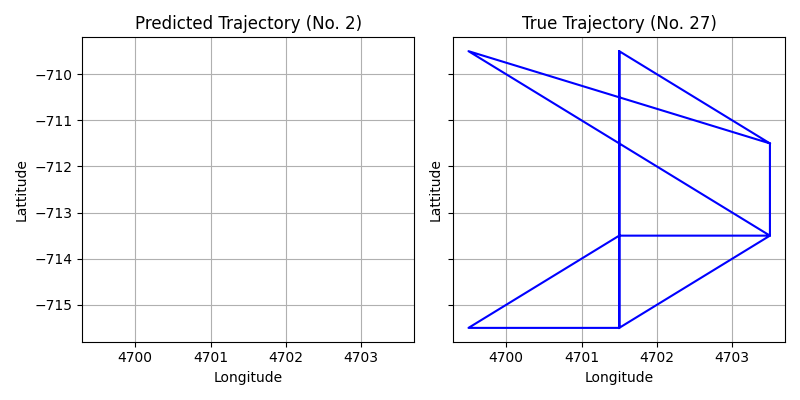 Predicted Trajectory (No. 2)
True Trajectory (No. 27)
Lattitude
−710
−711
−712
−713
−714
−715
4700 4701 4702 4703
Longitude
Lattitude
4700 4701 4702 4703
Longitude